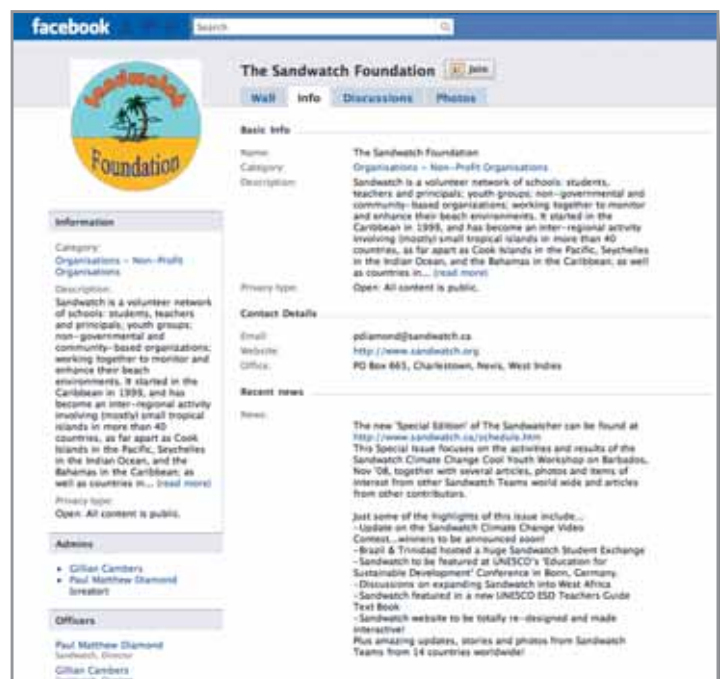 facebook
Search
Sandwatch
Foundation
The Sandwatch Foundation Join
Wall Info Discussions Photos
Information
Category:
Organisations - Non-Profit
Organisations
Description:
Sandwatch is a volunteer network
of schools: students, teachers
and principals; youth groups;
non-governmental and
community-based organizations;
working together to monitor and
enhance their beach
environments. It started in the
Caribbean in 1999, and has
become an inter-regional activity
involving (mostly) small tropical
islands in more than 40
countries, as far apart as Cook
Islands in the Pacific, Seychelles
in the Indian Ocean, and the
Bahamas in the Caribbean; as
well as countries in... (read more)
Privacy type:
Open: All content is public.
Admins
• Gillian Cambers
• Paul Matthew Diamond
(creator)
Officers
Paul Matthew Diamond
Sandwatch, Director
Gillian Cambers
Basic Info
Name: The Sandwatch Foundation
Category: Organisations - Non-Profit Organisations
Description: Sandwatch is a volunteer network of schools: students,
teachers and principals; youth groups; non-governmental and
community-based organizations; working together to monitor
and enhance their beach environments. It started in the
Caribbean in 1999, and has become an inter-regional activity
involving (mostly) small tropical islands in more than 40
countries, as far apart as Cook Islands in the Pacific, Seychelles
in the Indian Ocean, and the Bahamas in the Caribbean; as well
as countries in... (read more)
Privacy type: Open: All content is public.
Contact Details
Email: pdiamond@sandwatch.ca
Website: http://www.sandwatch.org
Office: PO Box 665, Charlestown, Nevis, West Indies
Recent news
News:
The new 'Special Edition' of The Sandwatcher can be found at
http://www.sandwatch.ca/schedule.htm
This Special Issue focuses on the activities and results of the
Sandwatch Climate Change Cool Youth Workshop on Barbados,
Nov '08, together with several articles, photos and items of
interest from other Sandwatch Teams world wide and articles
from other contributors.
Just some of the highlights of this issue include...
-Update on the Sandwatch Climate Change Video
Contest...winners to be announced soon!
-Brazil & Trinidad hosted a huge Sandwatch Student Exchange
-Sandwatch to be featured at UNESCO's 'Education for
Sustainable Development' Conference in Bonn, Germany.
-Discussions on expanding Sandwatch into West Africa
-Sandwatch featured in a new UNESCO ESD Teachers Guide
Text Book
-Sandwatch website to be totally re-designed and made
interactive!
Plus amazing updates, stories and photos from Sandwatch
Teams from 14 countries worldwide!